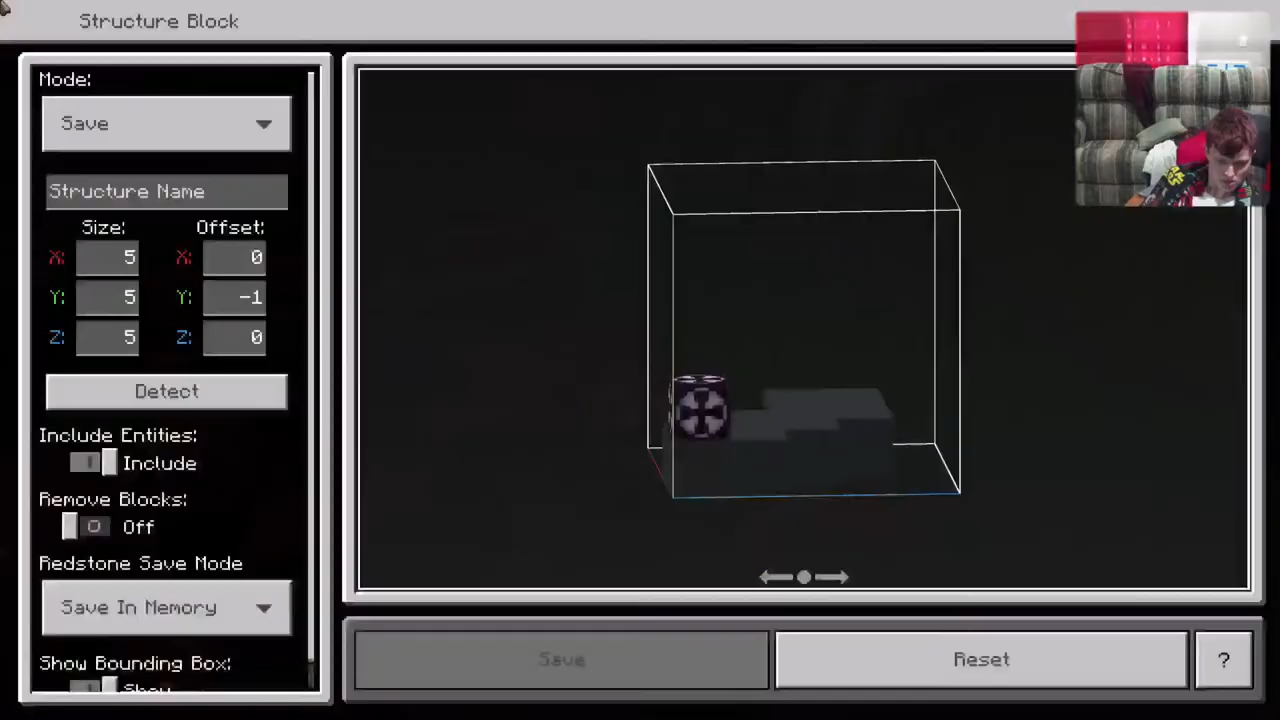 Structure Block
Mode:
Save
Structure Name
Size: Offset:
X: 5 X: 0
Y: 5 Y: -1
Z: 5 Z: 0
Detect
Include Entities:
Include
Remove Blocks:
Off
Redstone Save Mode
Save In Memory
Show Bounding Box:
Show
Save Reset ?